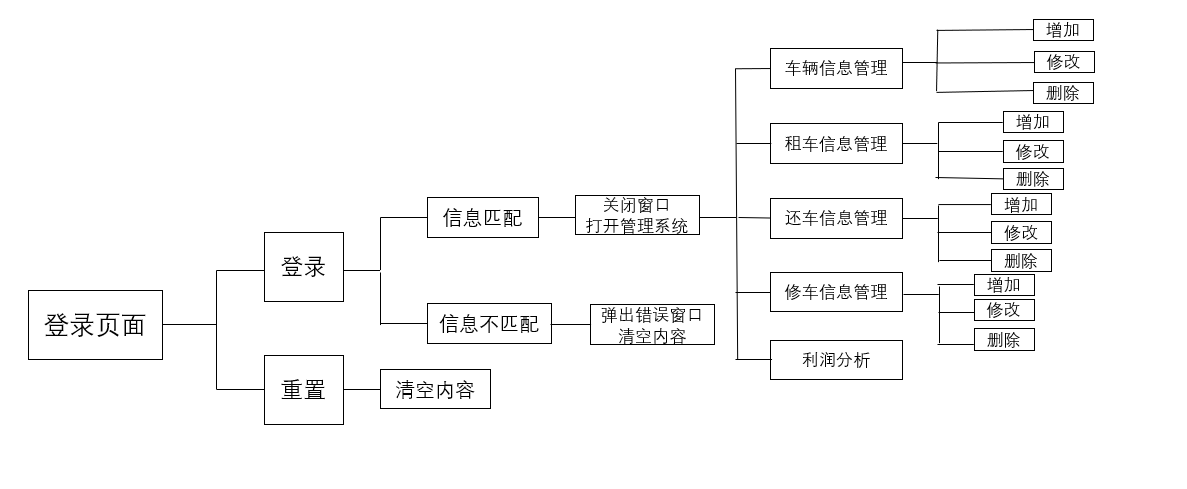 登录页面
登录
重置
信息匹配
信息不匹配
清空内容
关闭窗口
打开管理系统
弹出错误窗口
清空内容
车辆信息管理
增加
修改
删除
租车信息管理
增加
修改
删除
还车信息管理
增加
修改
删除
修车信息管理
增加
修改
删除
利润分析